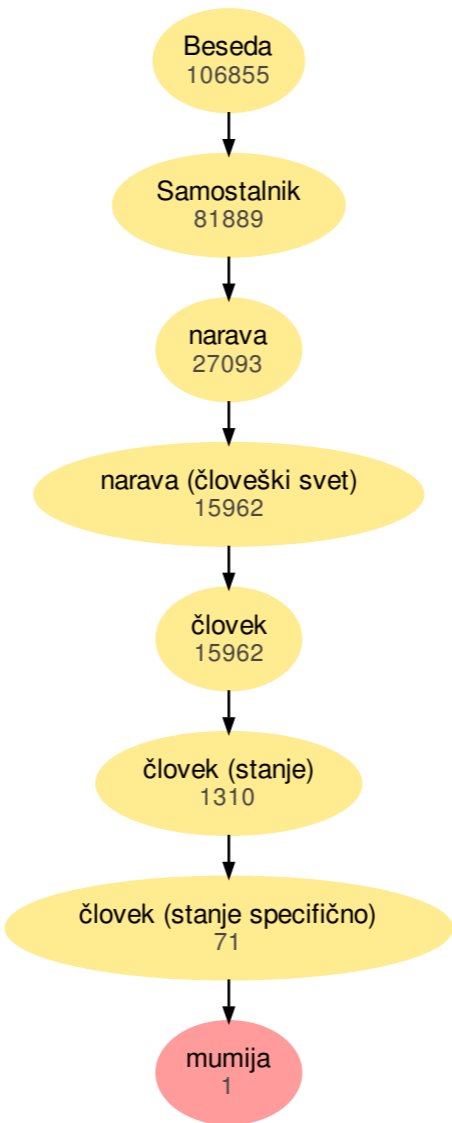 Beseda
106855
Samostalnik
81889
narava
27093
narava (človeški svet)
15962
človek
15962
človek (stanje)
1310
človek (stanje specifično)
71
mumija
1